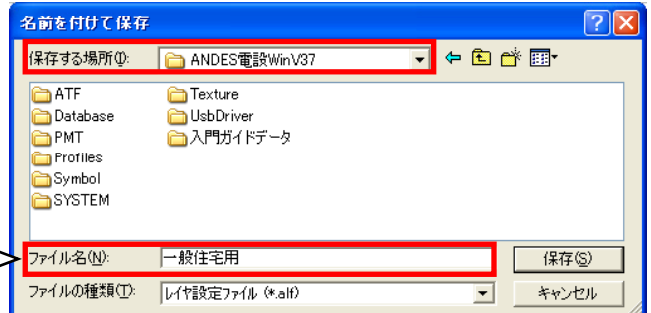 名前を付けて保存
保存する場所(I): ANDES電設WinV37
ATF
Database
PMT
Profiles
Symbol
SYSTEM
Texture
UsbDriver
入門ガイドデータ
ファイル名(N): 一般住宅用 保存(S)
ファイルの種類(T): レイヤ設定ファイル (*.alf) キャンセル